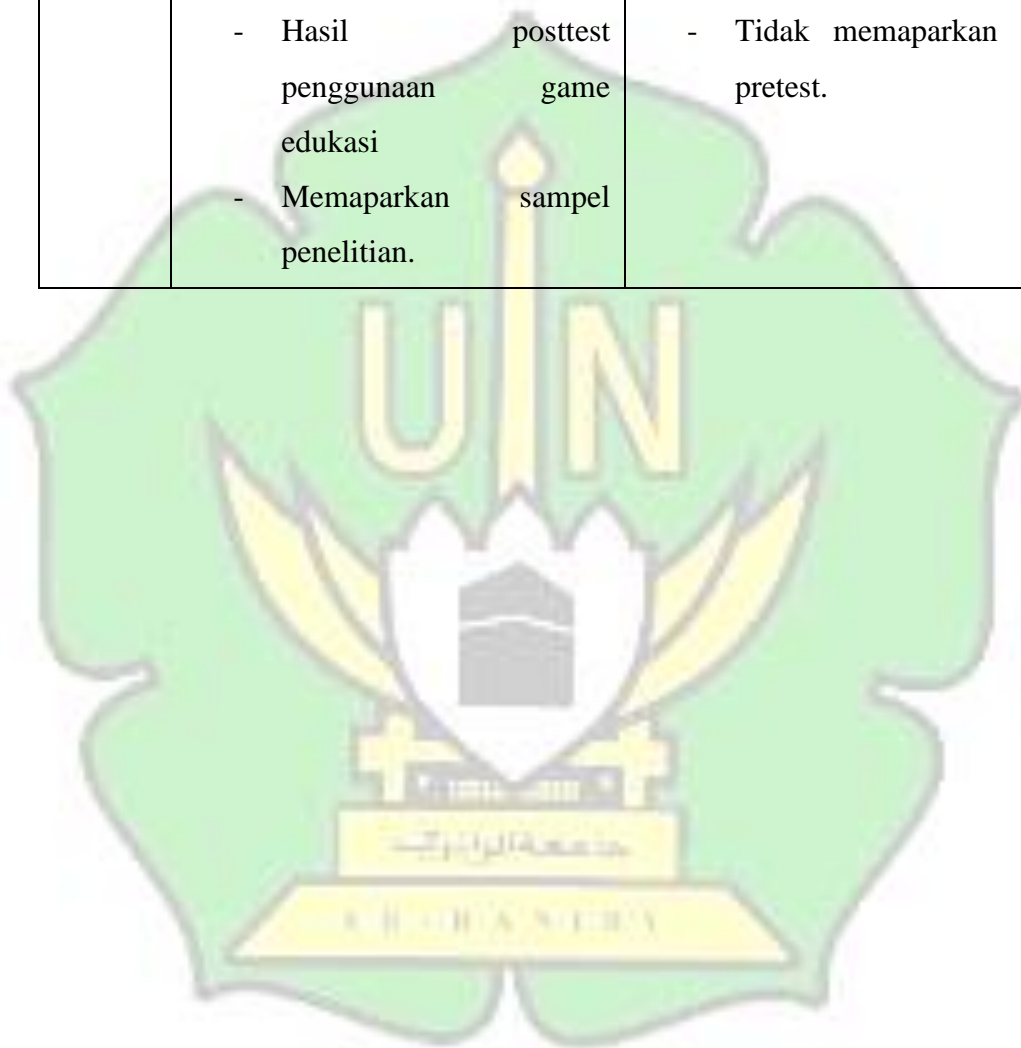 - Hasil posttest
penggunaan game
edukasi
- Memaparkan sampel
penelitian.
- Tidak memaparkan
pretest.
UIN